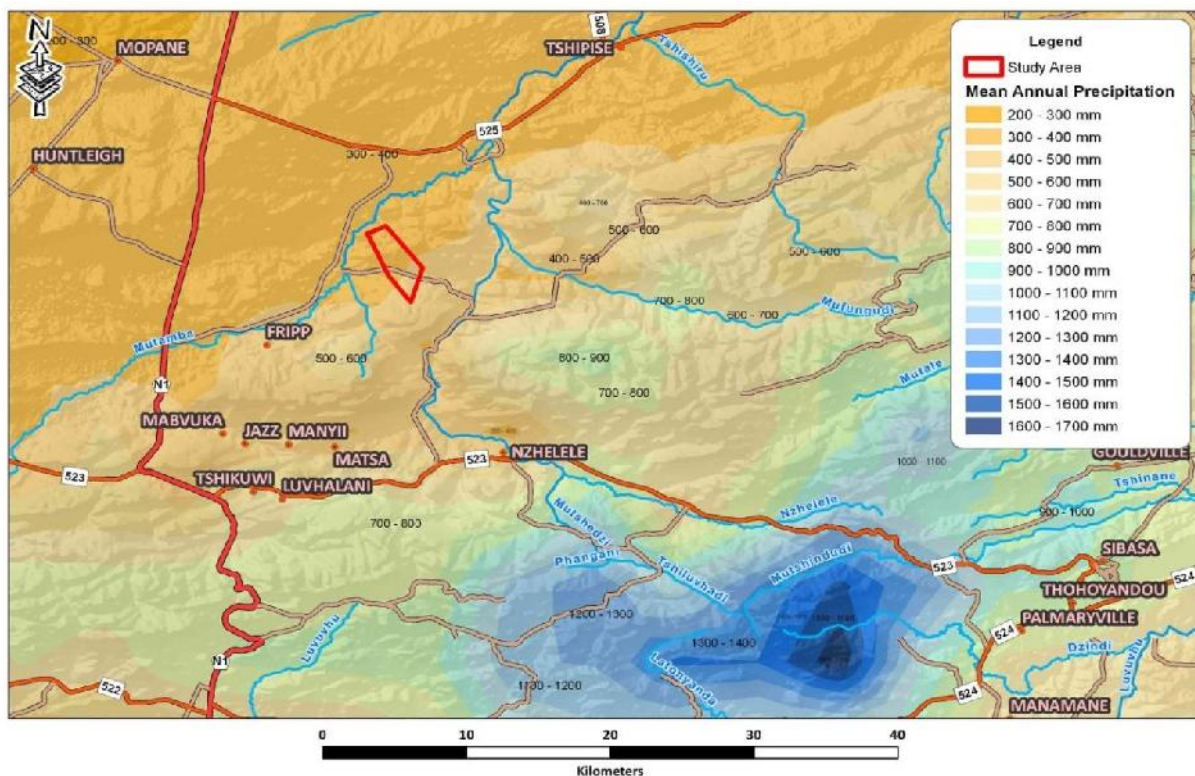 N
MOPANE
508
TSHIPISE
Tshishiru
525
HUNTLEIGH
300 - 400
500 - 600
400 - 500
500 - 600
700 - 800
600 - 700
Mufungudi
Mutamba
FRIPP
500 - 600
800 - 900
700 - 800
Mutale
N1
MABVUKA
JAZZ
MANYII
MATSA
523
NZHELELE
523
TSHIKUWI
LUVHALANI
1000 - 1100
GOULDVILLE
Tshinane
700 - 800
Nzhelele
900 - 1000
Mutshedzi
Phangani
Tshiluvhadi
Mutshindudi
523
SIBASA
THOHOYANDOU
524
1200 - 1300
PALMARYVILLE
524
Luvuvhu
1300 - 1400
Dzindi
Luvuvhu
Latonyanda
N1
1100 - 1200
522
524
MANAMANE
Legend
Study Area
Mean Annual Precipitation
200 - 300 mm
300 - 400 mm
400 - 500 mm
500 - 600 mm
600 - 700 mm
700 - 800 mm
800 - 900 mm
900 - 1000 mm
1000 - 1100 mm
1100 - 1200 mm
1200 - 1300 mm
1300 - 1400 mm
1400 - 1500 mm
1500 - 1600 mm
1600 - 1700 mm
0 10 20 30 40
Kilometers